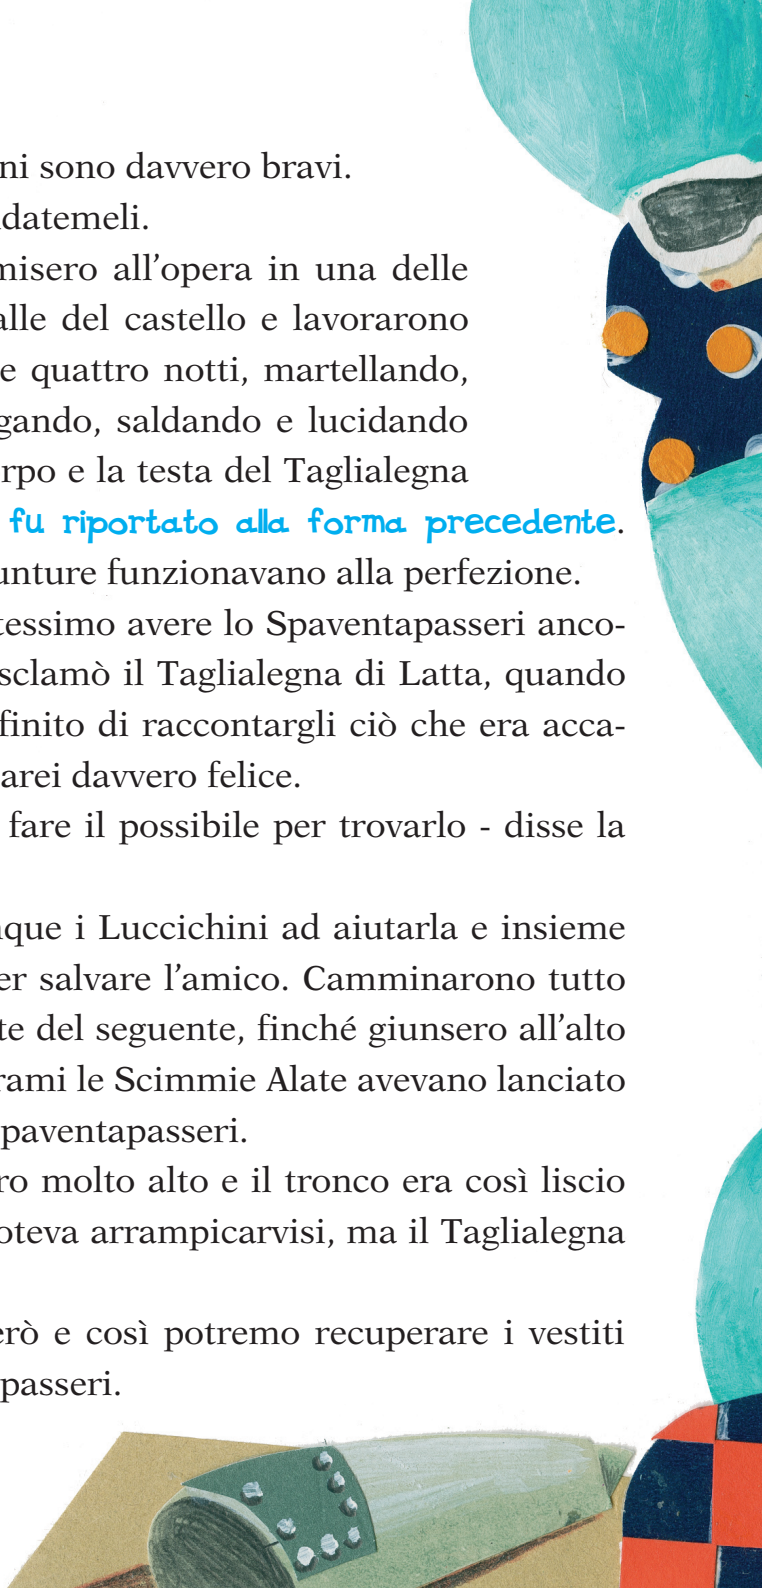 ni sono davvero bravi.
datemeli.
misero all'opera in una delle
alle del castello e lavorarono
e quattro notti, martellando,
gando, saldando e lucidando
rpo e la testa del Taglialegna
fu riportato alla forma precedente.
unture funzionavano alla perfezione.
tessimo avere lo Spaventapasseri anco-
sclamò il Taglialegna di Latta, quando
finito di raccontargli ciò che era acca-
arei davvero felice.
fare il possibile per trovarlo - disse la
que i Luccichini ad aiutarla e insieme
er salvare l'amico. Camminarono tutto
te del seguente, finché giunsero all'alto
rami le Scimmie Alate avevano lanciato
paventapasseri.
ro molto alto e il tronco era così liscio
oteva arrampicarvisi, ma il Taglialegna
erò e così potremo recuperare i vestiti
passeri.